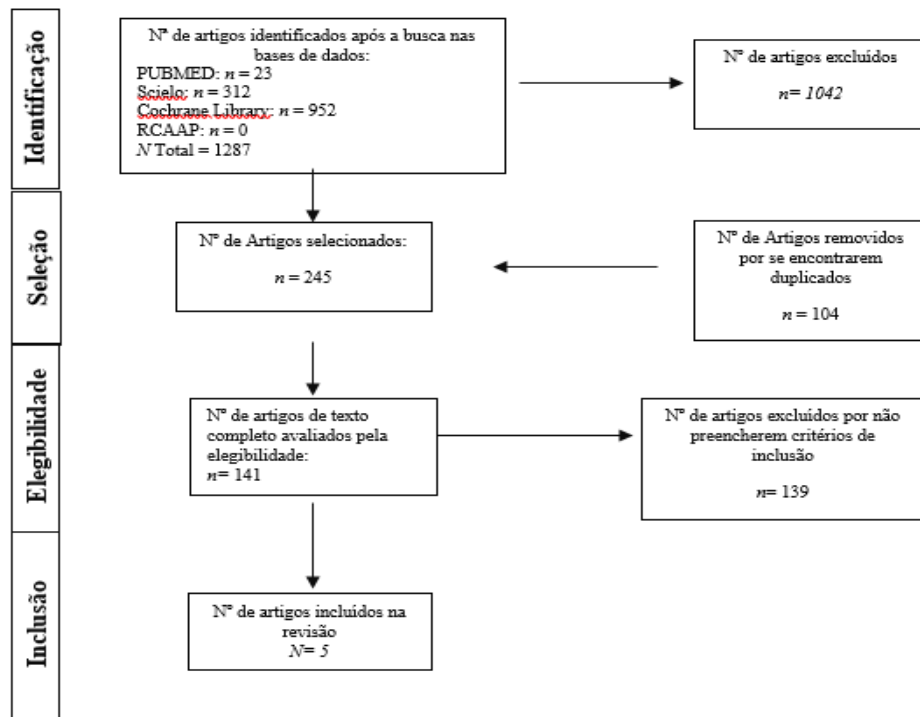 Identificação
Nº de artigos identificados após a busca nas
bases de dados:
PUBMED: n = 23
Scielo: n = 312
Cochrane Library: n = 952
RCAAP: n = 0
N Total = 1287
Nº de artigos excluídos
n= 1042
Seleção
Nº de Artigos selecionados:
n = 245
Nº de Artigos removidos
por se encontrarem
duplicados
n = 104
Elegibilidade
Nº de artigos de texto
completo avaliados pela
elegibilidade:
n= 141
Nº de artigos excluídos por não
preencherem critérios de
inclusão
n= 139
Inclusão
Nº de artigos incluídos na
revisão
N= 5